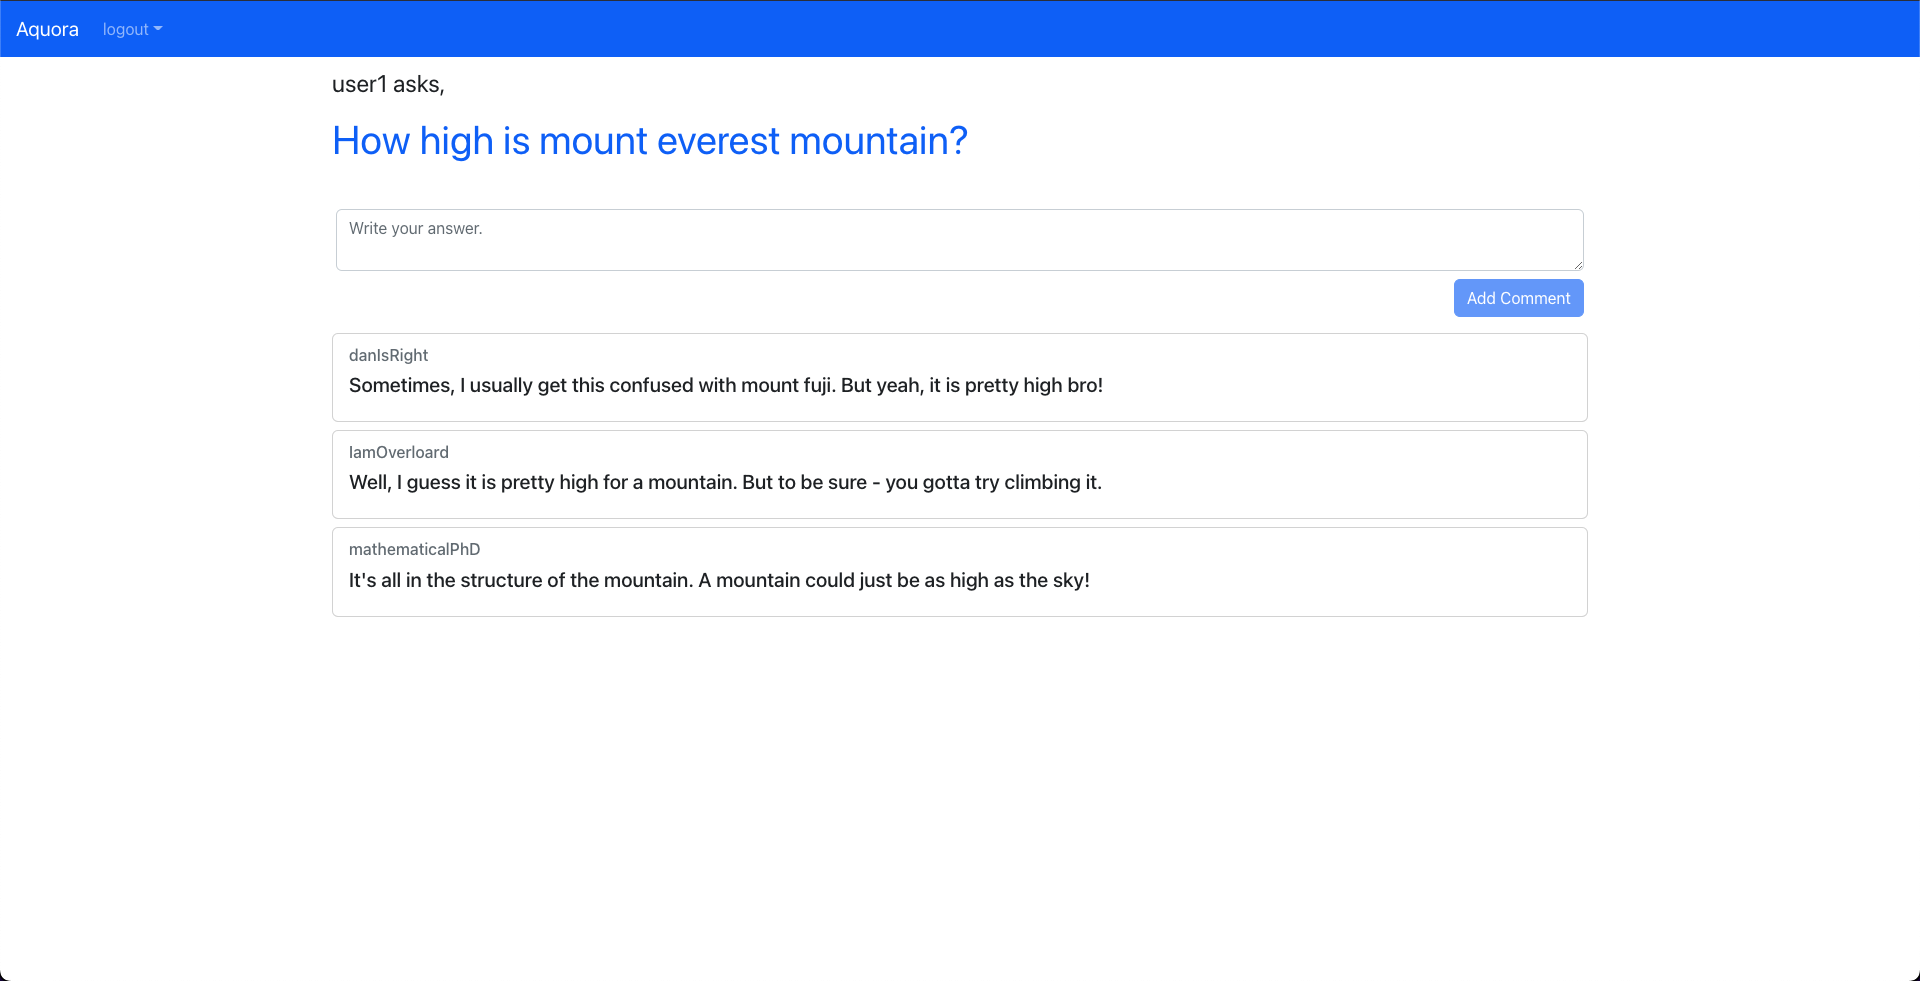 Aquora logout
user1 asks,
How high is mount everest mountain?
Write your answer.
Add Comment
danIsRight
Sometimes, I usually get this confused with mount fuji. But yeah, it is pretty high bro!
IamOverloard
Well, I guess it is pretty high for a mountain. But to be sure - you gotta try climbing it.
mathematicalPhD
It's all in the structure of the mountain. A mountain could just be as high as the sky!